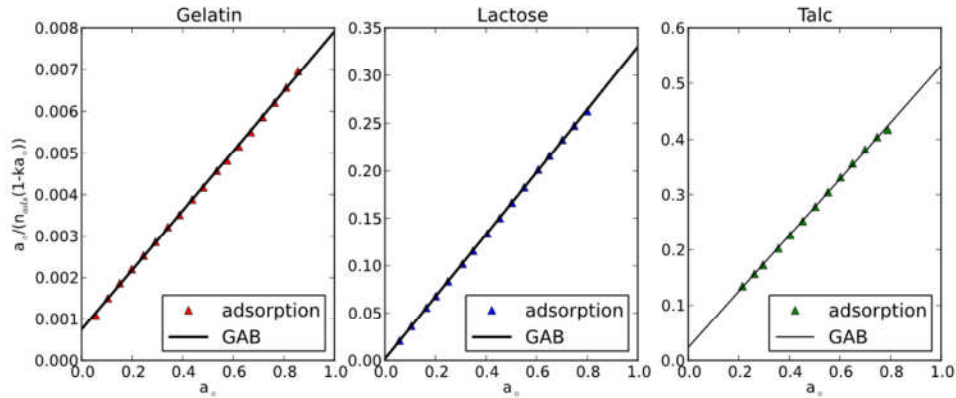 Gelatin
0.008
0.007
0.006
0.005
0.004
0.003
0.002
0.001
0.000
0.0 0.2 0.4 0.6 0.8 1.0
a₀
a₀/(n_ads(1-ka₀))
adsorption
GAB
Lactose
0.35
0.30
0.25
0.20
0.15
0.10
0.05
0.00
0.0 0.2 0.4 0.6 0.8 1.0
a₀
adsorption
GAB
Talc
0.6
0.5
0.4
0.3
0.2
0.1
0.0
0.0 0.2 0.4 0.6 0.8 1.0
a₀
adsorption
GAB